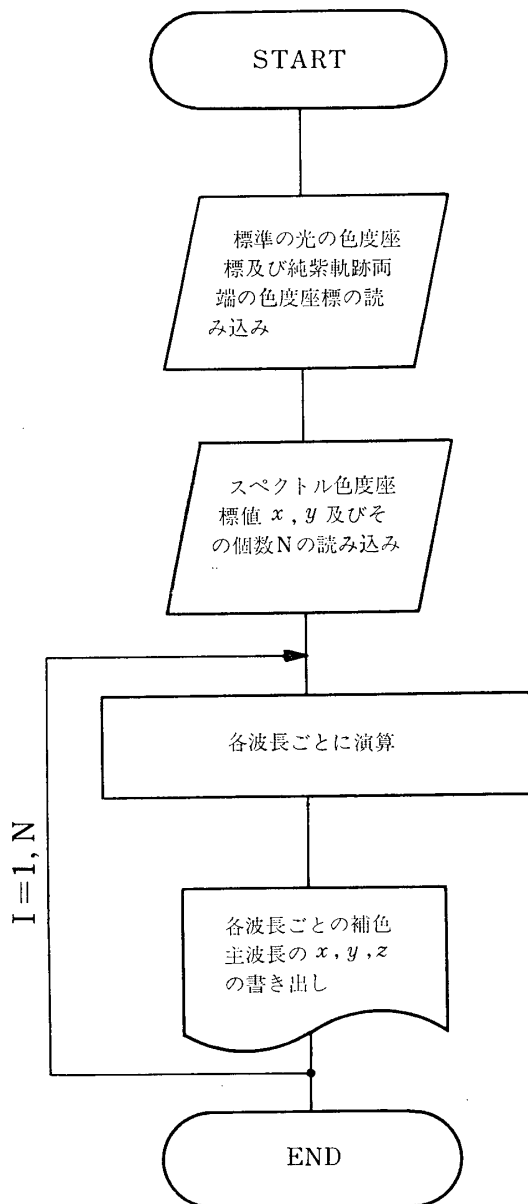 START
標準の光の色度座
標及び純紫軌跡両
端の色度座標の読
み込み
スペクトル色度座
標値 x, y 及びそ
の個数Nの読み込み
各波長ごとに演算
I=1, N
各波長ごとの補色
主波長の x, y, z
の書き出し
END